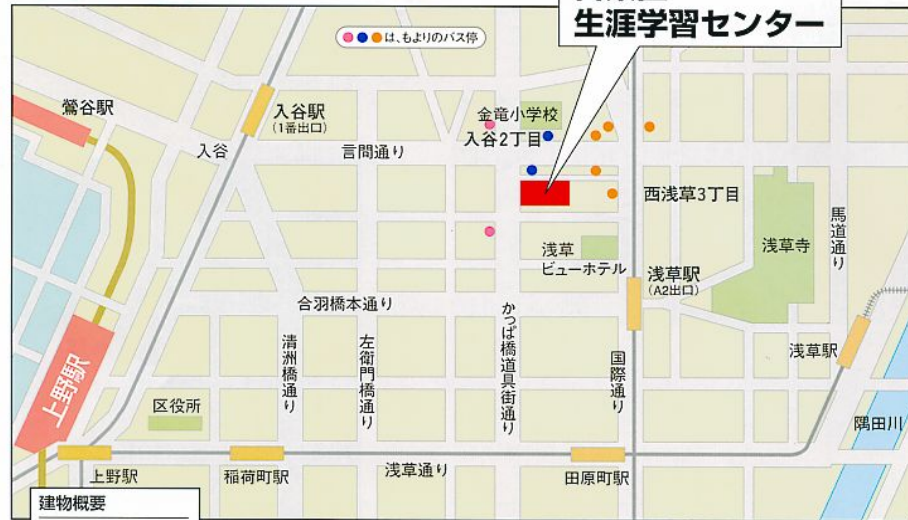 生涯学習センター
は、もよりのバス停
鶯谷駅
入谷駅
(1番出口)
金竜小学校
入谷2丁目
入谷
言問通り
西浅草3丁目
馬道通り
浅草
ビューホテル
浅草寺
浅草駅
(A2出口)
合羽橋本通り
清洲橋通り
左衛門橋通り
かっぱ橋道具街通り
国際通り
浅草駅
上野駅
区役所
隅田川
上野駅
稲荷町駅
浅草通り
田原町駅
建物概要